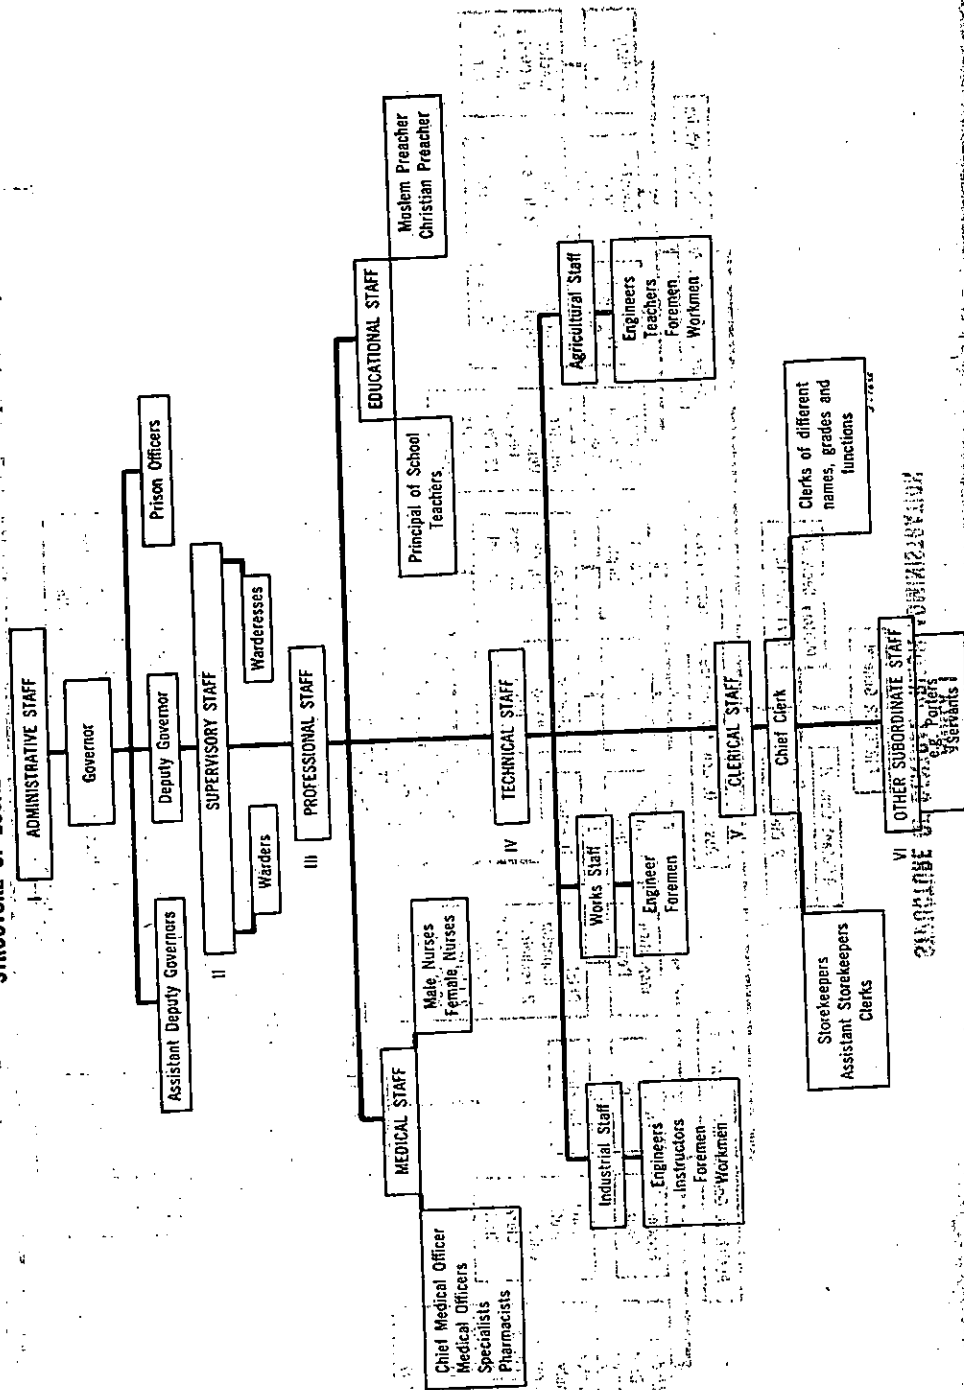 STRUCTURE OF
I
ADMINISTRATIVE STAFF
Governor
Assistant Deputy Governors
Deputy Governor
Prison Officers
II
SUPERVISORY STAFF
Warders
Warderesses
III
PROFESSIONAL STAFF
MEDICAL STAFF
Chief Medical Officer
Medical Officers
Specialists
Pharmacists
Male Nurses
Female Nurses
EDUCATIONAL STAFF
Principal of School
Teachers
Moslem Preacher
Christian Preacher
IV
TECHNICAL STAFF
Industrial Staff
Engineers
Instructors
Foremen
Workmen
Works Staff
Engineer
Foremen
Agricultural Staff
Engineers
Teachers
Foremen
Workmen
V
CLERICAL STAFF
Chief Clerk
Storekeepers
Assistant Storekeepers
Clerks
Clerks of different
names, grades and
functions
VI
OTHER SUBORDINATE STAFF
e.g. Porters
Servants